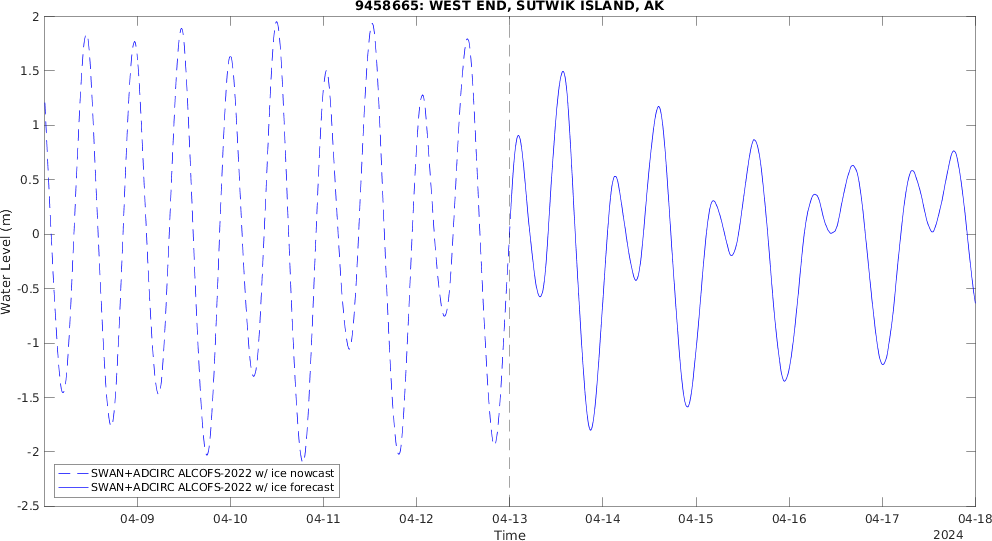 9458665: WEST END, SUTWIK ISLAND, AK
Water Level (m)
2
1.5
1
0.5
0
-0.5
-1
-1.5
-2
-2.5
SWAN+ADCIRC ALCOFS-2022 w/ ice nowcast
SWAN+ADCIRC ALCOFS-2022 w/ ice forecast
04-09 04-10 04-11 04-12 04-13 04-14 04-15 04-16 04-17 04-18
Time
2024